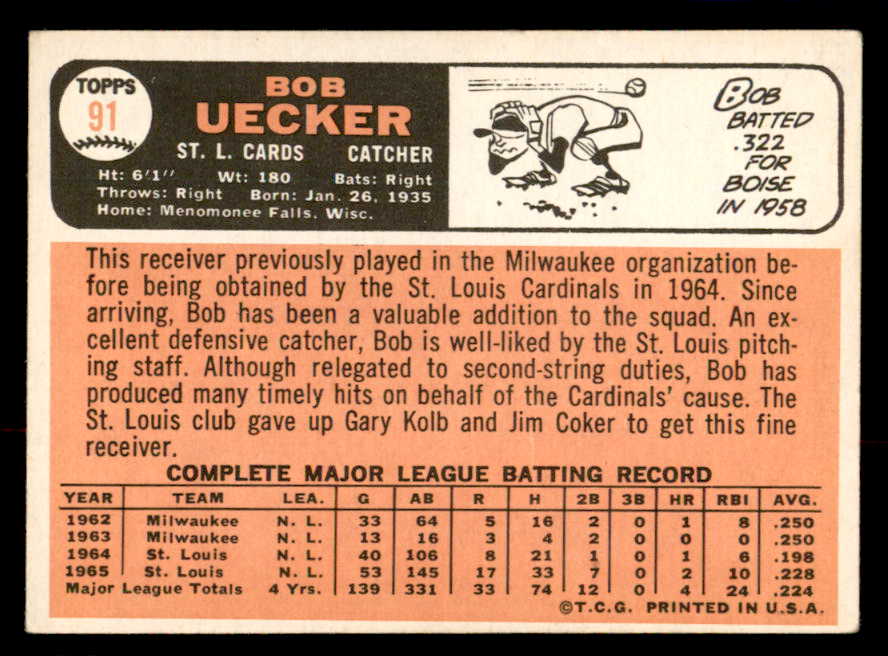 TOPPS
91
BOB
UECKER
ST. L. CARDS CATCHER
Ht: 6'1" Wt: 180 Bats: Right
Throws: Right Born: Jan. 26, 1935
Home: Menomonee Falls, Wisc.
BOB
BATTED
.322
FOR
BOISE
IN 1958
This receiver previously played in the Milwaukee organization be-
fore being obtained by the St. Louis Cardinals in 1964. Since
arriving, Bob has been a valuable addition to the squad. An ex-
cellent defensive catcher, Bob is well-liked by the St. Louis pitch-
ing staff. Although relegated to second-string duties, Bob has
produced many timely hits on behalf of the Cardinals' cause. The
St. Louis club gave up Gary Kolb and Jim Coker to get this fine
receiver.
COMPLETE MAJOR LEAGUE BATTING RECORD
YEAR TEAM LEA. G AB R H 2B 3B HR RBI AVG.
1962 Milwaukee N. L. 33 64 5 16 2 0 1 8 .250
1963 Milwaukee N. L. 13 16 3 4 2 0 0 0 .250
1964 St. Louis N. L. 40 106 8 21 1 0 1 6 .198
1965 St. Louis N. L. 53 145 17 33 7 0 2 10 .228
Major League Totals 4 Yrs. 139 331 33 74 12 0 4 24 .224
©T.C.G. PRINTED IN U.S.A.